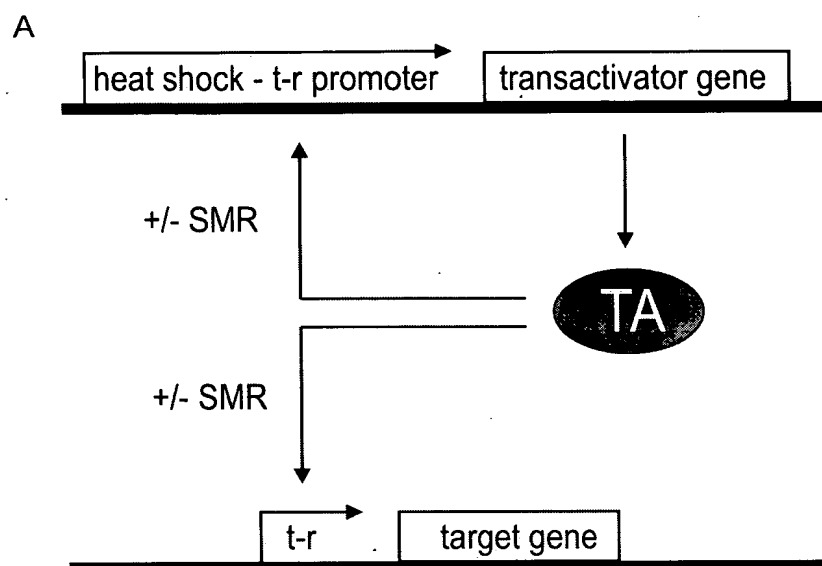 A
heat shock - t-r promoter
transactivator gene
+/- SMR
TA
+/- SMR
t-r
target gene